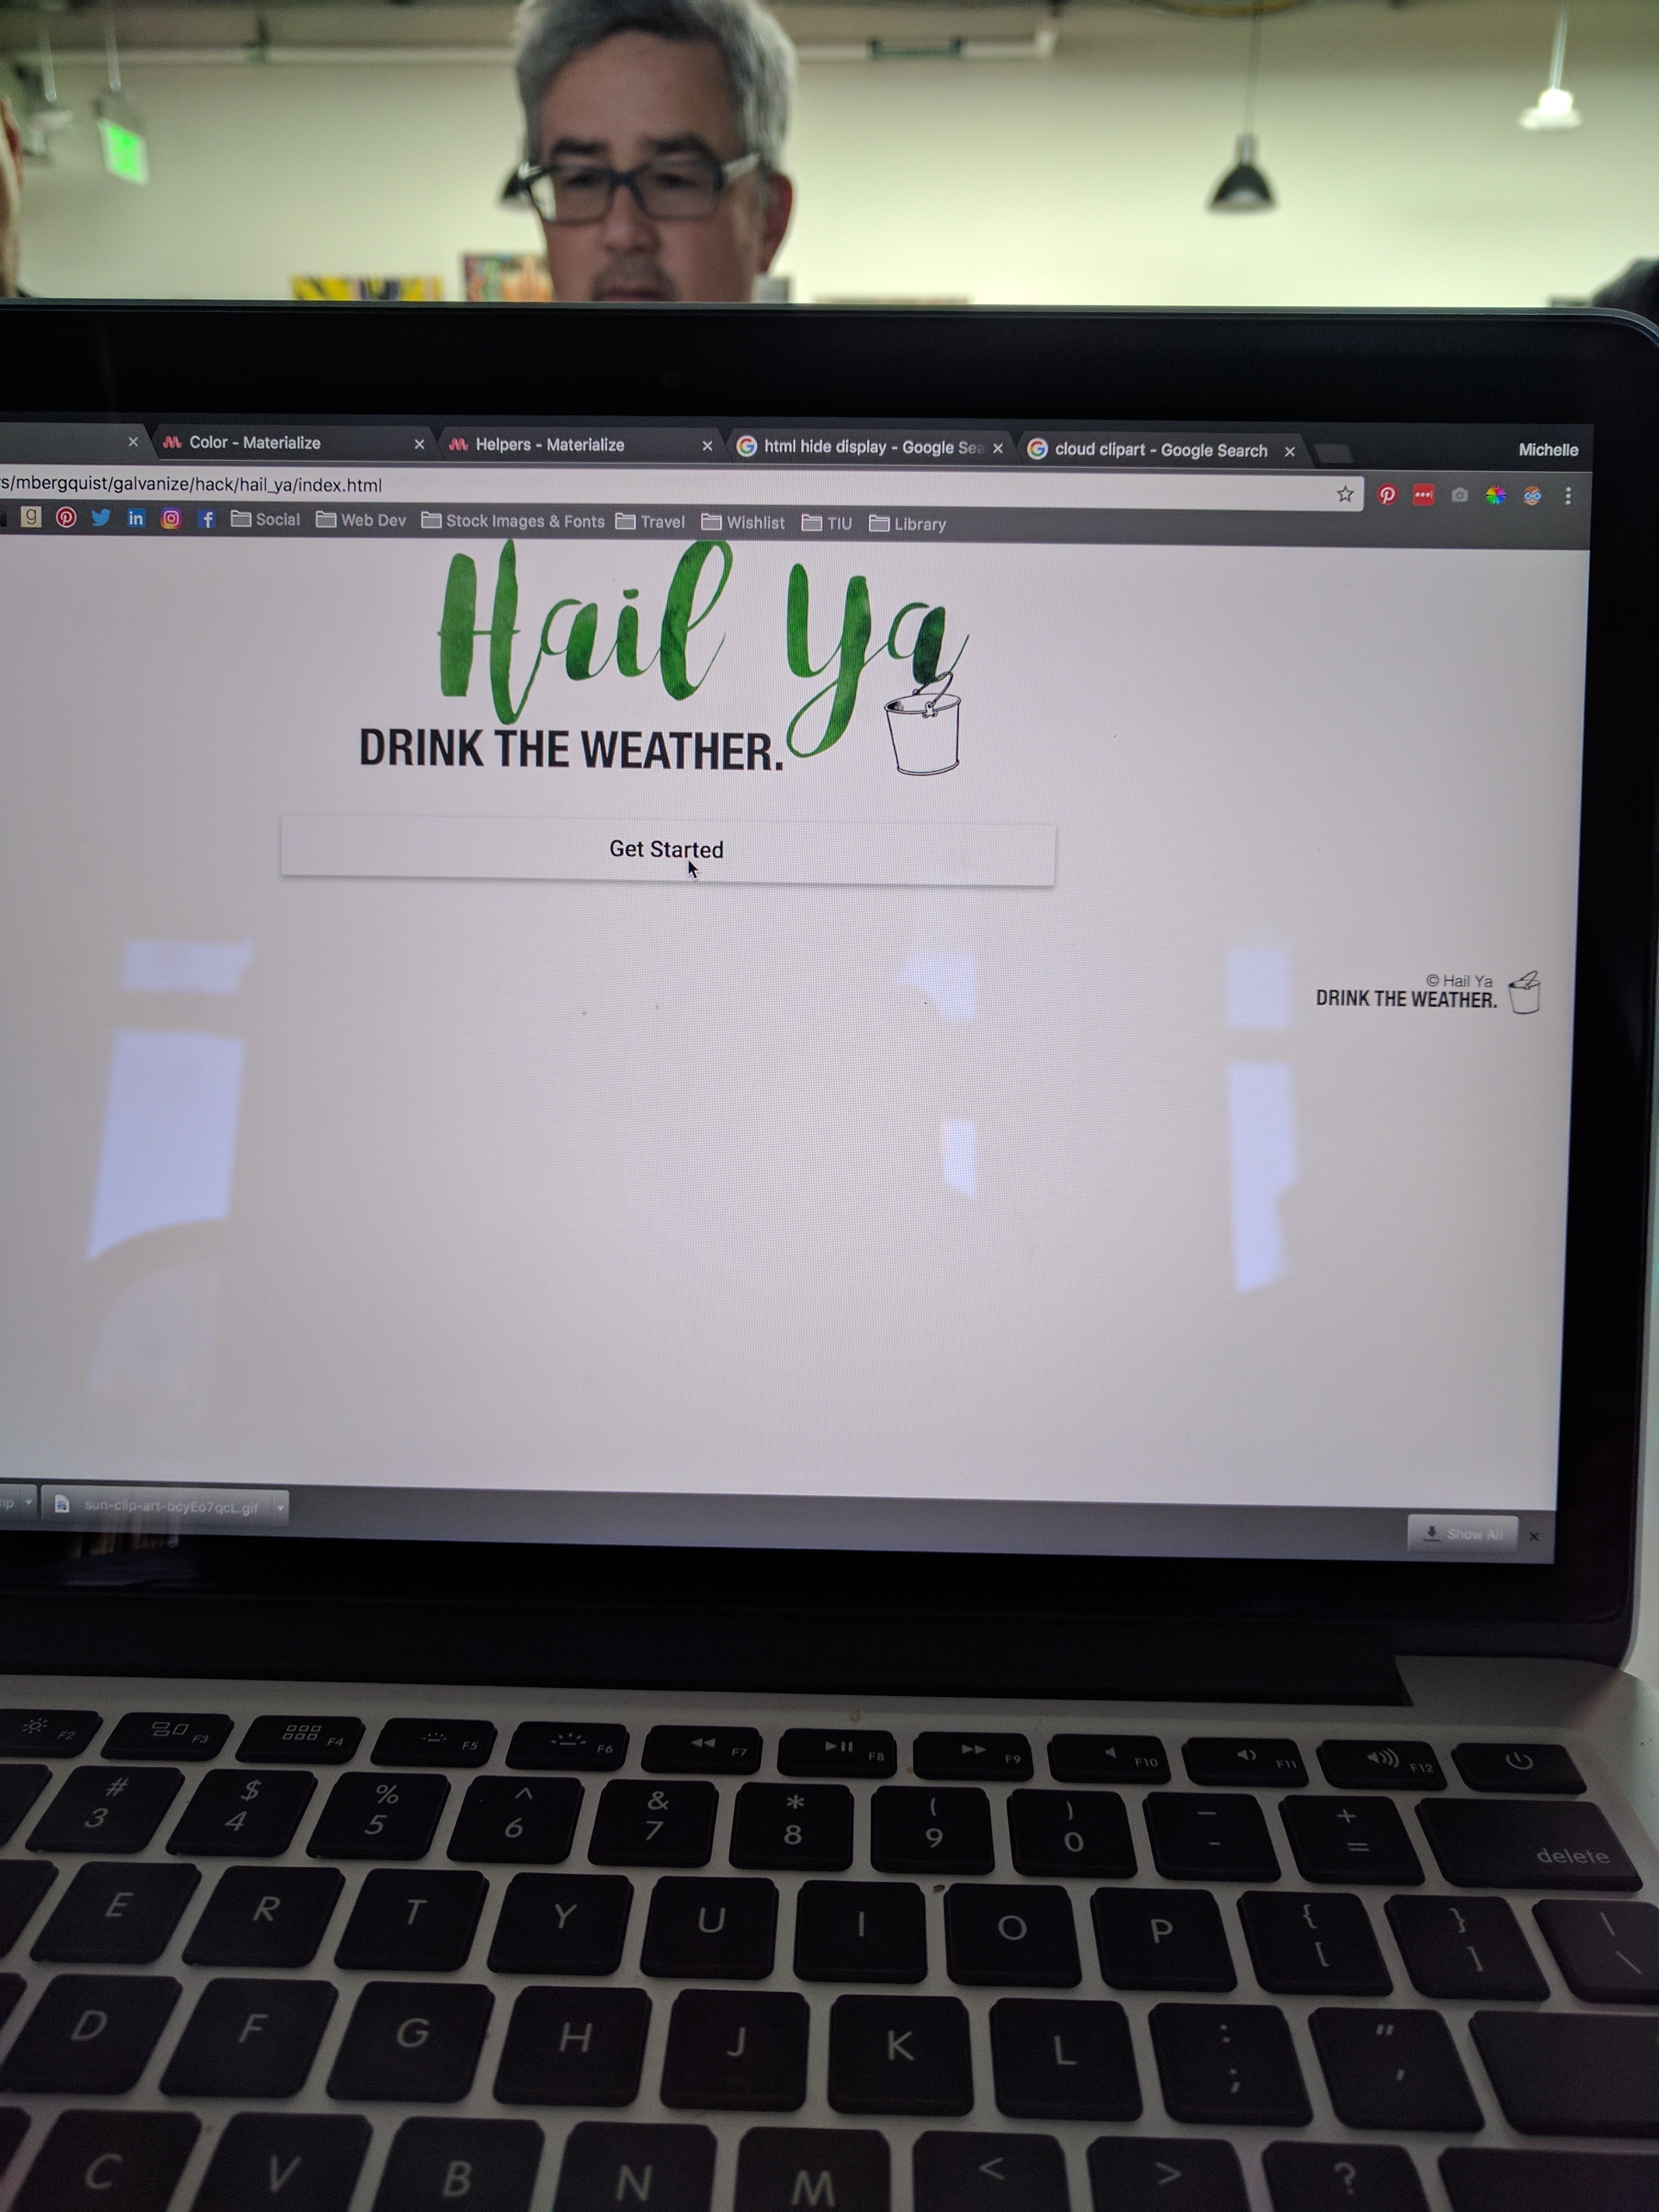 Color - Materialize
Helpers - Materialize
html hide display - Google Sea
cloud clipart - Google Search
Michelle
s/mbergquist/galvanize/hack/hail_ya/index.html
g
in
f
Social
Web Dev
Stock Images & Fonts
Travel
Wishlist
TIU
Library
Hail Ya
DRINK THE WEATHER.
Get Started
© Hail Ya
DRINK THE WEATHER.
mp
sun-clip-art-bcyEo7qcL.gif
Show All
F2 F3 F4 F5 F6 F7 F8 F9 F10 F11 F12
# $ % ^ & * ( ) — +
3 4 5 6 7 8 9 0 - = delete
E R T Y U I O P { [ } ] | \
D F G H J K L : ; " '
C V B N M < > ?